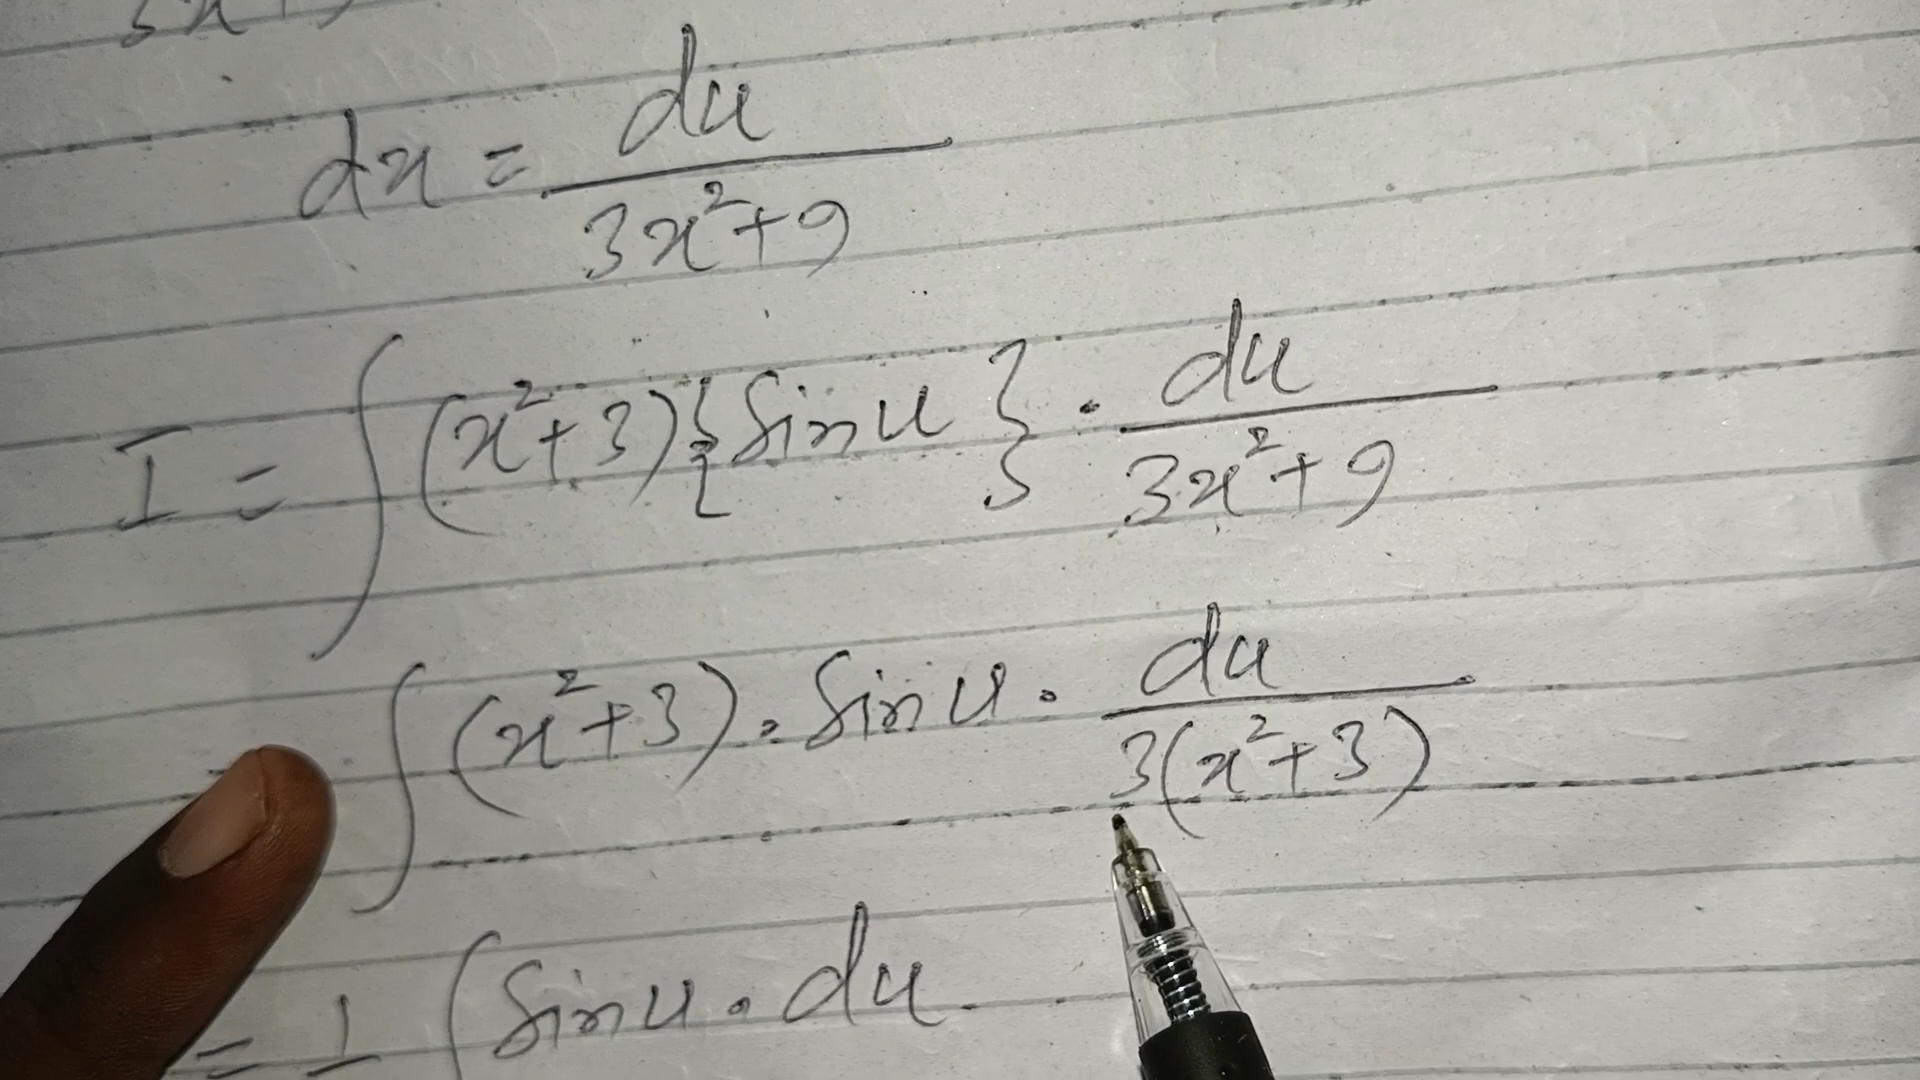 dx = du / 3x²+9
I = ∫(x²+3){sin u} · du / 3x²+9
∫(x²+3) · sin u · du / 3(x²+3)
= 1 ∫ sin u · du